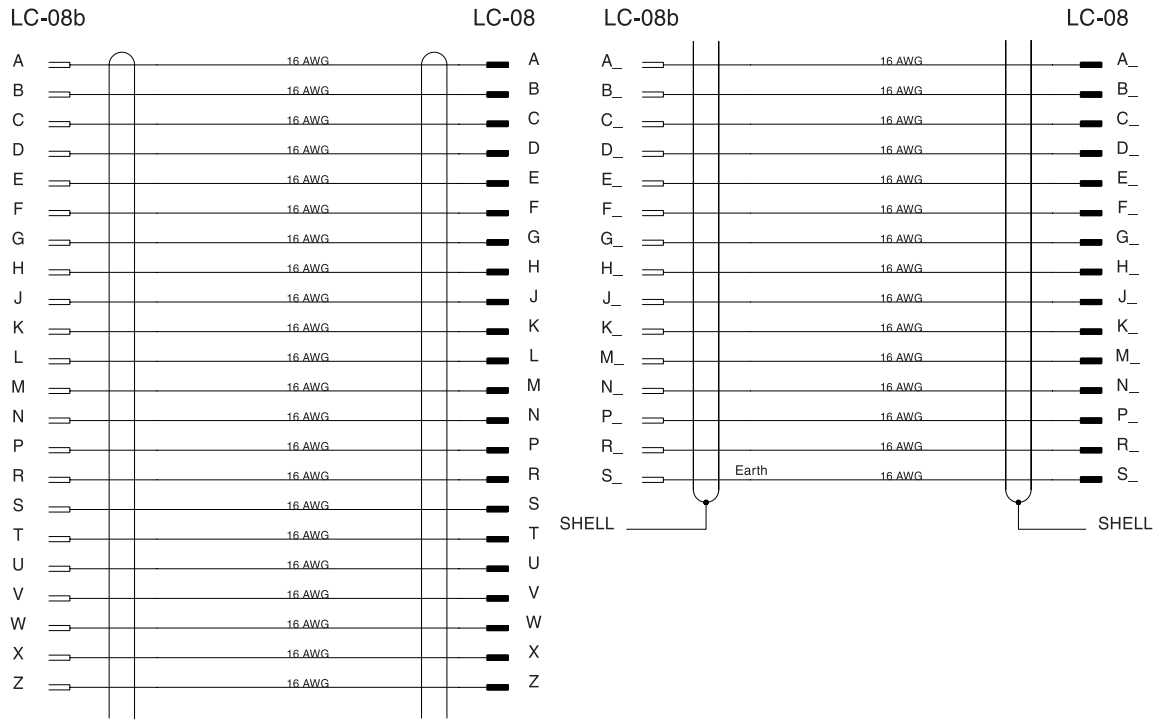 LC-08b LC-08
A 16 AWG A
B 16 AWG B
C 16 AWG C
D 16 AWG D
E 16 AWG E
F 16 AWG F
G 16 AWG G
H 16 AWG H
J 16 AWG J
K 16 AWG K
L 16 AWG L
M 16 AWG M
N 16 AWG N
P 16 AWG P
R 16 AWG R
S 16 AWG S
T 16 AWG T
U 16 AWG U
V 16 AWG V
W 16 AWG W
X 16 AWG X
Z 16 AWG Z
LC-08b LC-08
A_ 16 AWG A_
B_ 16 AWG B_
C_ 16 AWG C_
D_ 16 AWG D_
E_ 16 AWG E_
F_ 16 AWG F_
G_ 16 AWG G_
H_ 16 AWG H_
J_ 16 AWG J_
K_ 16 AWG K_
M_ 16 AWG M_
N_ 16 AWG N_
P_ 16 AWG P_
R_ 16 AWG R_
S_ Earth 16 AWG S_
SHELL SHELL